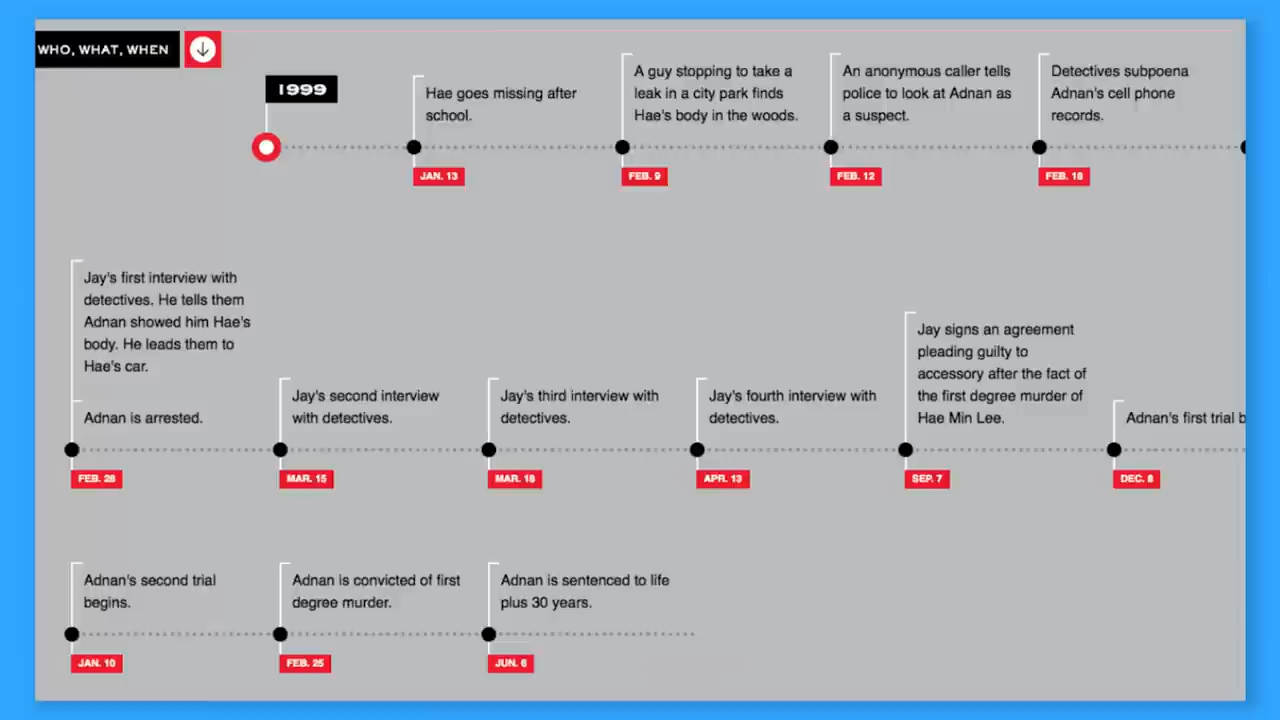 WHO, WHAT, WHEN
1999
Hae goes missing after
school.
JAN. 13
A guy stopping to take a
leak in a city park finds
Hae's body in the woods.
FEB. 9
An anonymous caller tells
police to look at Adnan as
a suspect.
FEB. 12
Detectives subpoena
Adnan's cell phone
records.
FEB. 16
Jay's first interview with
detectives. He tells them
Adnan showed him Hae's
body. He leads them to
Hae's car.
Adnan is arrested.
FEB. 28
Jay's second interview
with detectives.
MAR. 15
Jay's third interview with
detectives.
MAR. 18
Jay's fourth interview with
detectives.
APR. 13
Jay signs an agreement
pleading guilty to
accessory after the fact of
the first degree murder of
Hae Min Lee.
SEP. 7
Adnan's first trial b
DEC. 8
Adnan's second trial
begins.
JAN. 10
Adnan is convicted of first
degree murder.
FEB. 25
Adnan is sentenced to life
plus 30 years.
JUN. 6